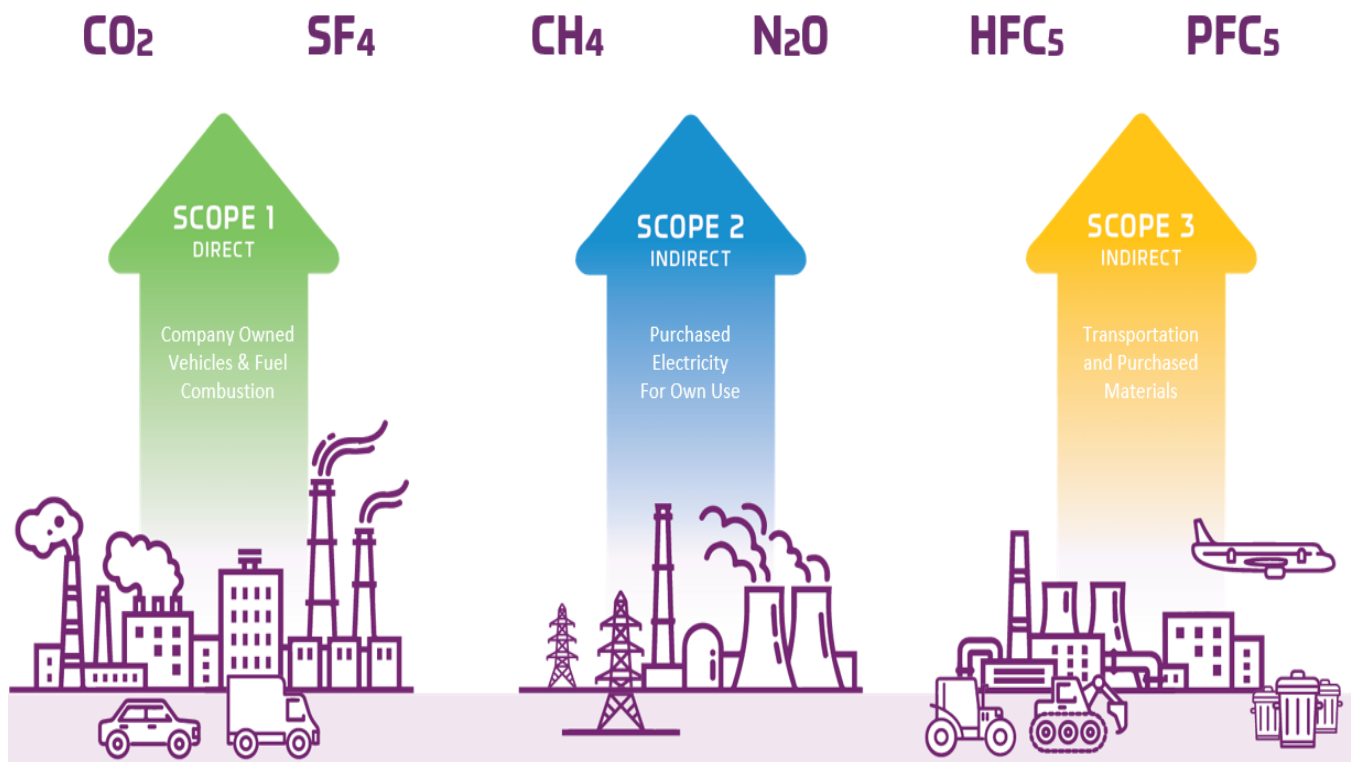 CO₂ SF₄ CH₄ N₂O HFC₅ PFC₅
SCOPE 1
DIRECT
Company Owned
Vehicles & Fuel
Combustion
SCOPE 2
INDIRECT
Purchased
Electricity
For Own Use
SCOPE 3
INDIRECT
Transportation
and Purchased
Materials